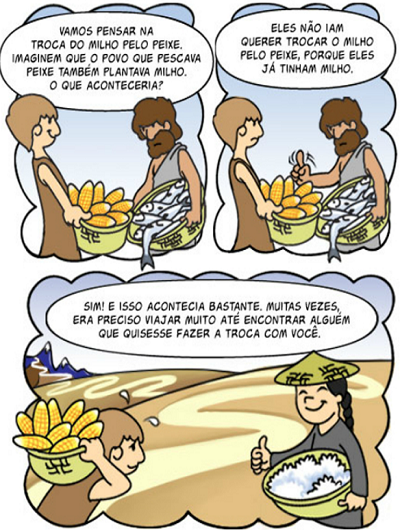 VAMOS PENSAR NA
TROCA DO MILHO PELO PEIXE.
IMAGINEM QUE O POVO QUE PESCAVA
PEIXE TAMBÉM PLANTAVA MILHO.
O QUE ACONTECERIA?
ELES NÃO IAM
QUERER TROCAR O MILHO
PELO PEIXE, PORQUE ELES
JÁ TINHAM MILHO.
SIM! E ISSO ACONTECIA BASTANTE. MUITAS VEZES,
ERA PRECISO VIAJAR MUITO ATÉ ENCONTRAR ALGUÉM
QUE QUISESSE FAZER A TROCA COM VOCÊ.